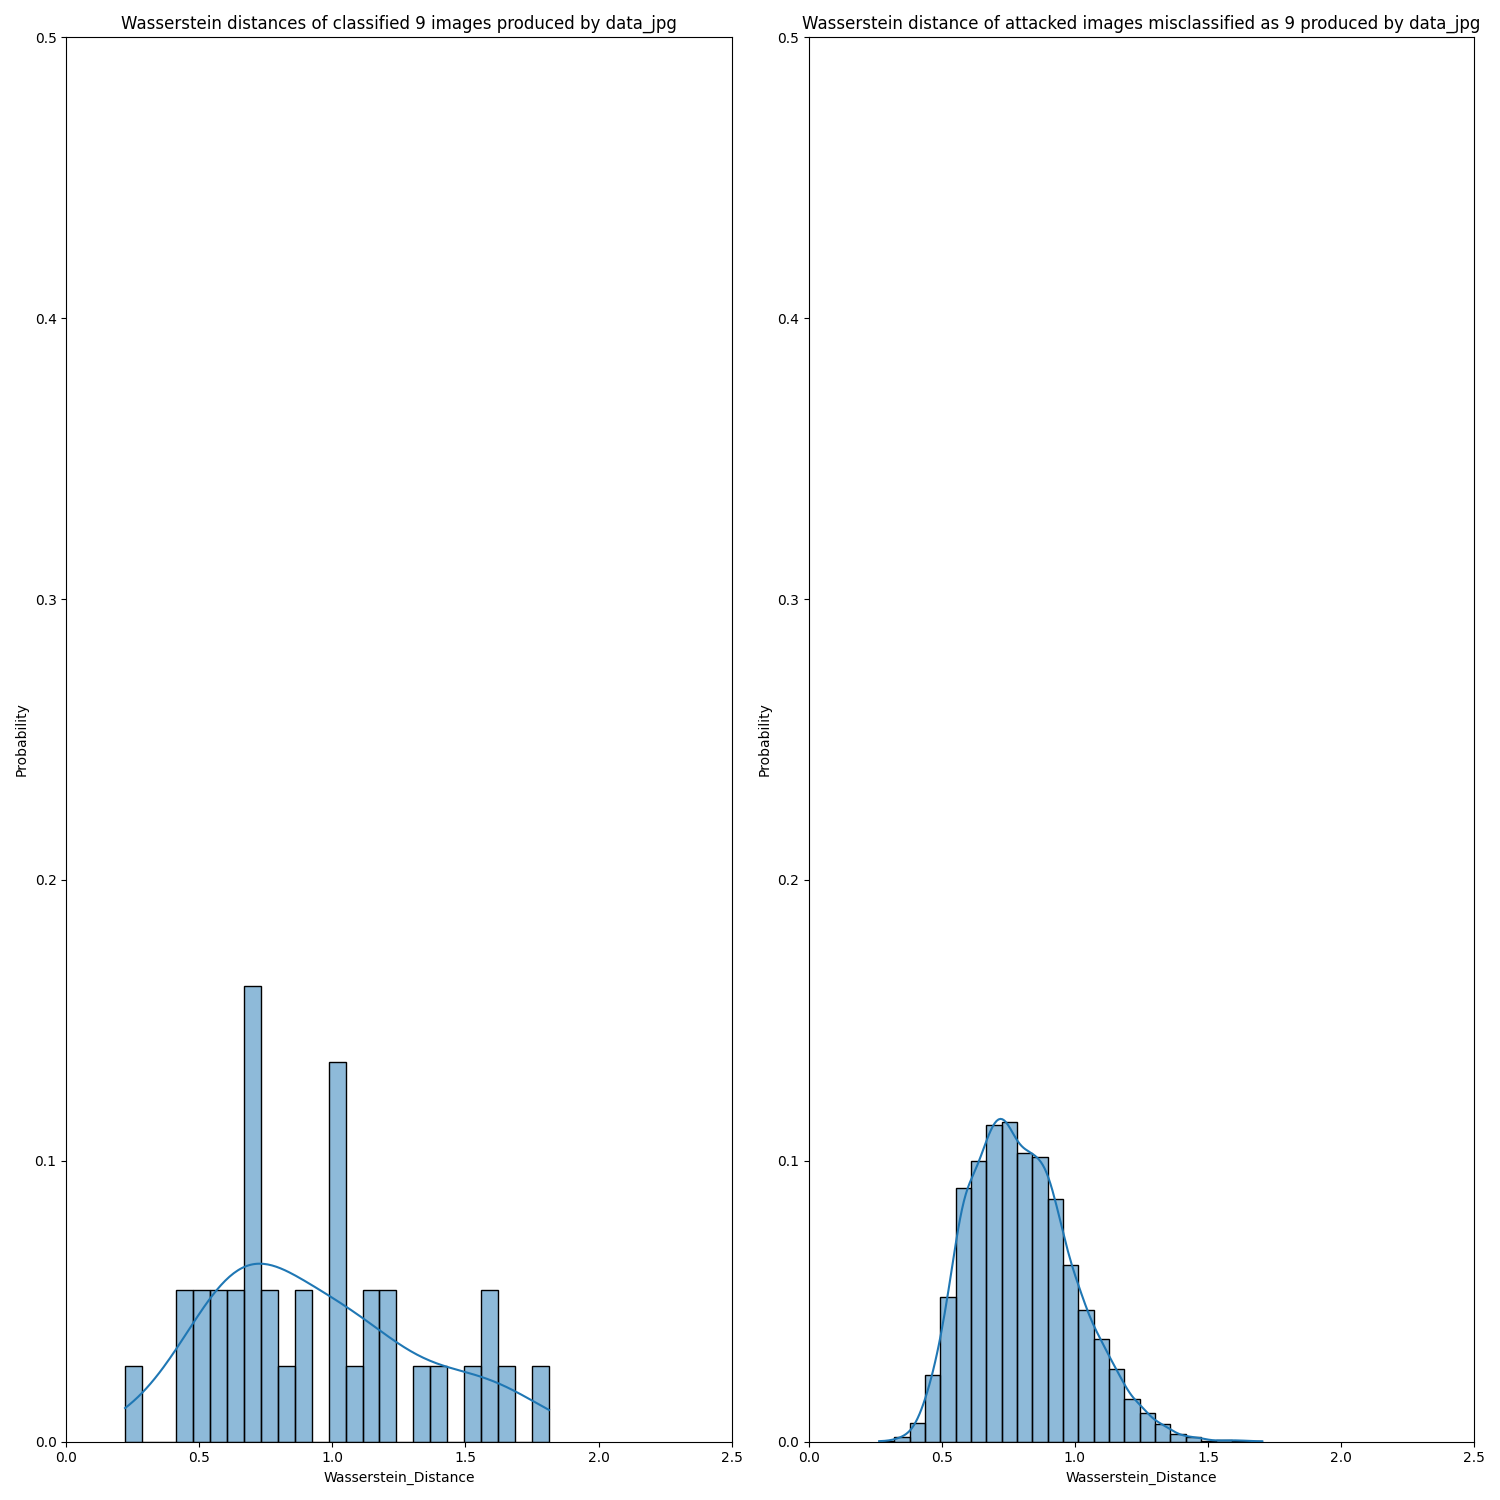 Wasserstein distances of classified 9 images produced by data_jpg
0.5
0.4
0.3
0.2
0.1
0.0
Probability
0.0 0.5 1.0 1.5 2.0 2.5
Wasserstein_Distance
Wasserstein distance of attacked images misclassified as 9 produced by data_jpg
0.5
0.4
0.3
0.2
0.1
0.0
Probability
0.0 0.5 1.0 1.5 2.0 2.5
Wasserstein_Distance